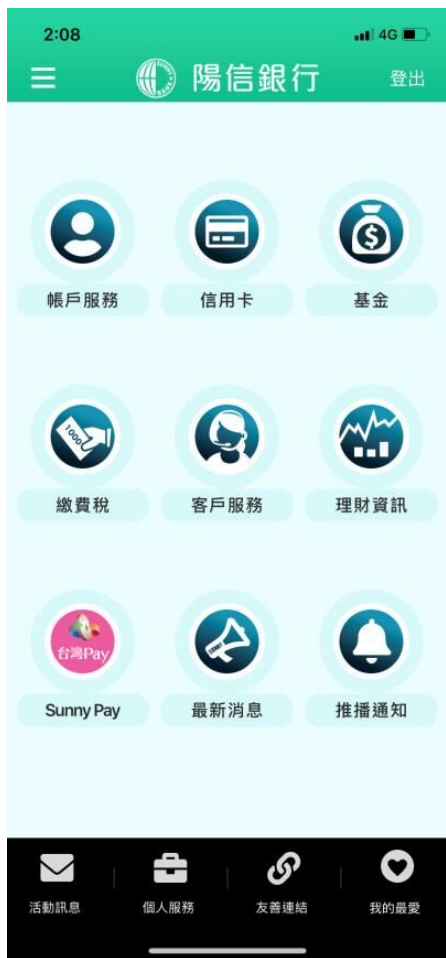 2:08
4G
陽信銀行
登出
帳戶服務
信用卡
基金
1000
繳費稅
客戶服務
理財資訊
台灣Pay
Sunny Pay
最新消息
推播通知
活動訊息
個人服務
友善連結
我的最愛